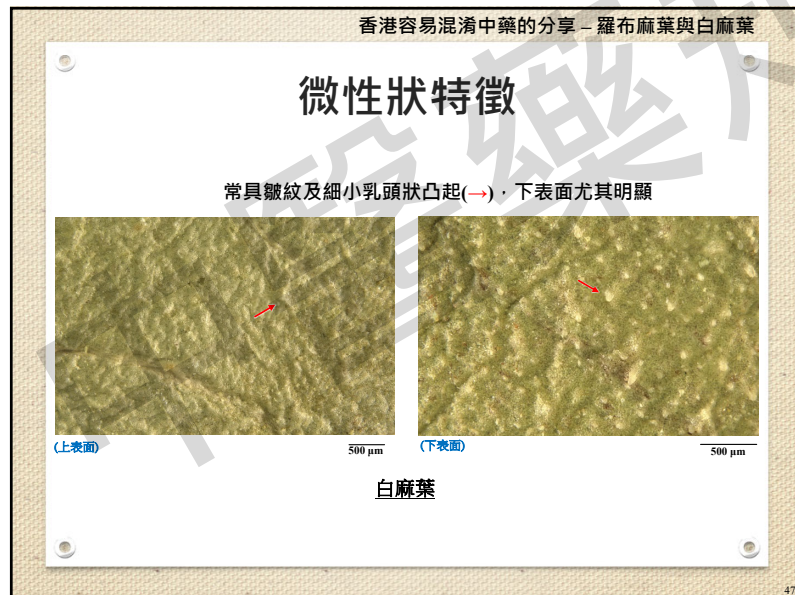 香港容易混淆中藥的分享 – 羅布麻葉與白麻葉
微性狀特徵
常具皺紋及細小乳頭狀凸起(→)，下表面尤其明顯
(上表面)
500 μm
(下表面)
500 μm
白麻葉
47